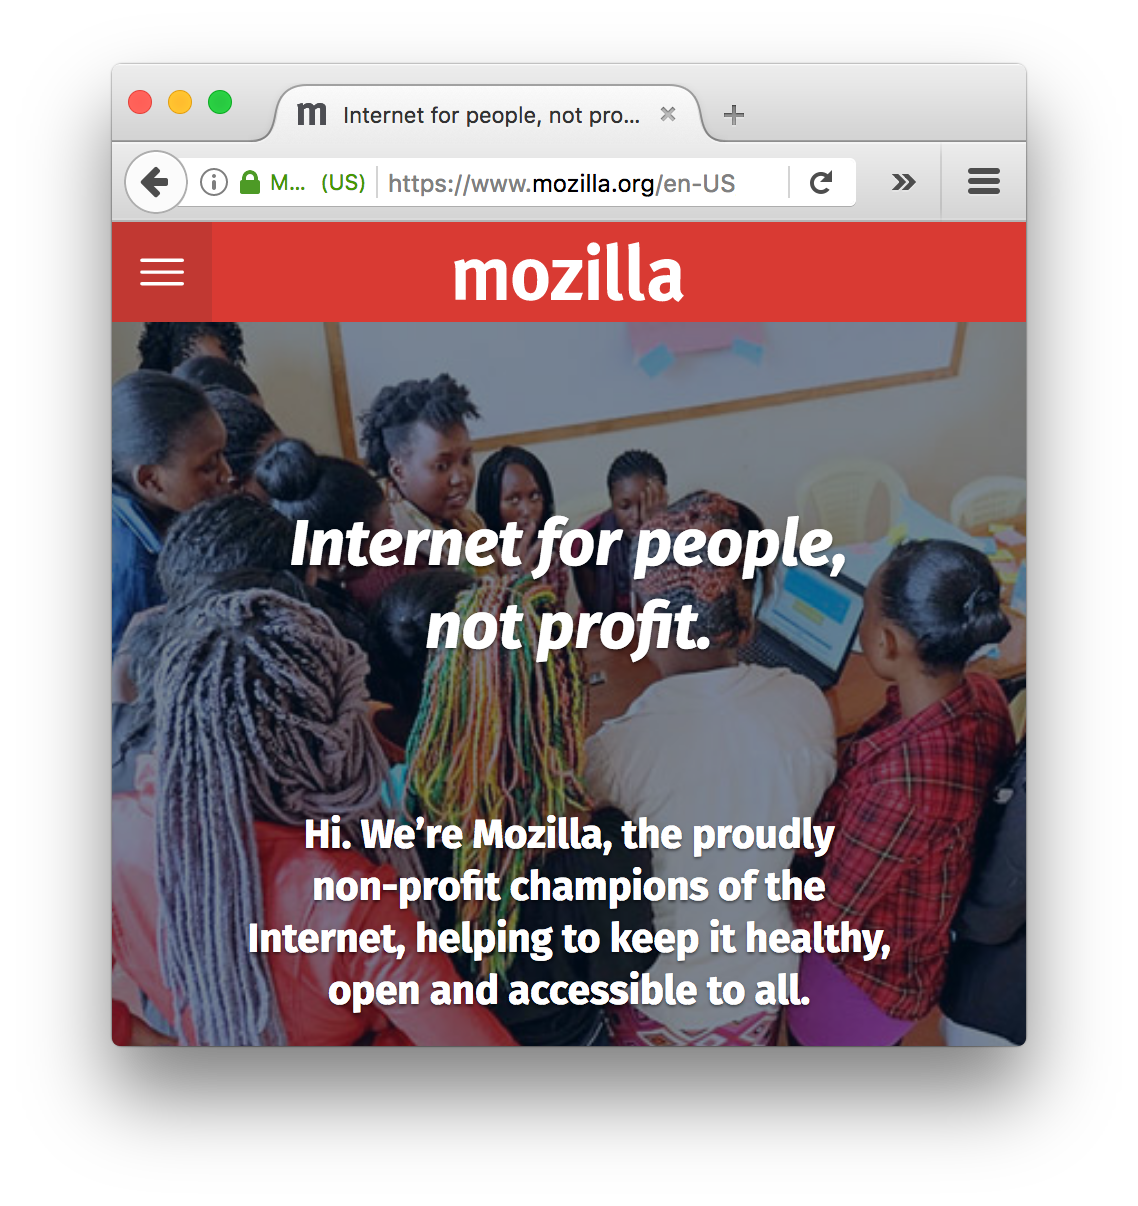 m Internet for people, not pro...
M... (US) https://www.mozilla.org/en-US
mozilla
Internet for people,
not profit.
Hi. We’re Mozilla, the proudly
non-profit champions of the
Internet, helping to keep it healthy,
open and accessible to all.